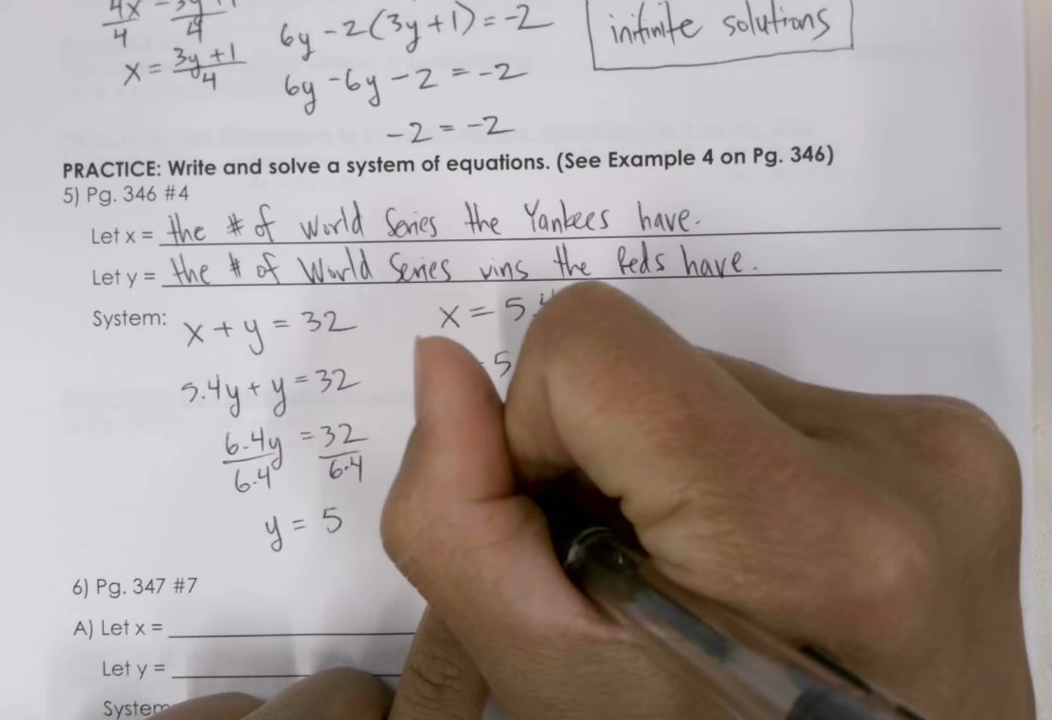 4x
4 4
x = 3y + 1
4
6y - 2(3y + 1) = -2
6y - 6y - 2 = -2
-2 = -2
infinite solutions
PRACTICE: Write and solve a system of equations. (See Example 4 on Pg. 346)
5) Pg. 346 #4
Let x = the # of World Series the Yankees have.
Let y = the # of World Series wins the Reds have.
System: x + y = 32 x = 5.4
5.4y + y = 32 5
6.4y = 32
6.4 6.4
y = 5
6) Pg. 347 #7
A) Let x =
Let y =
System